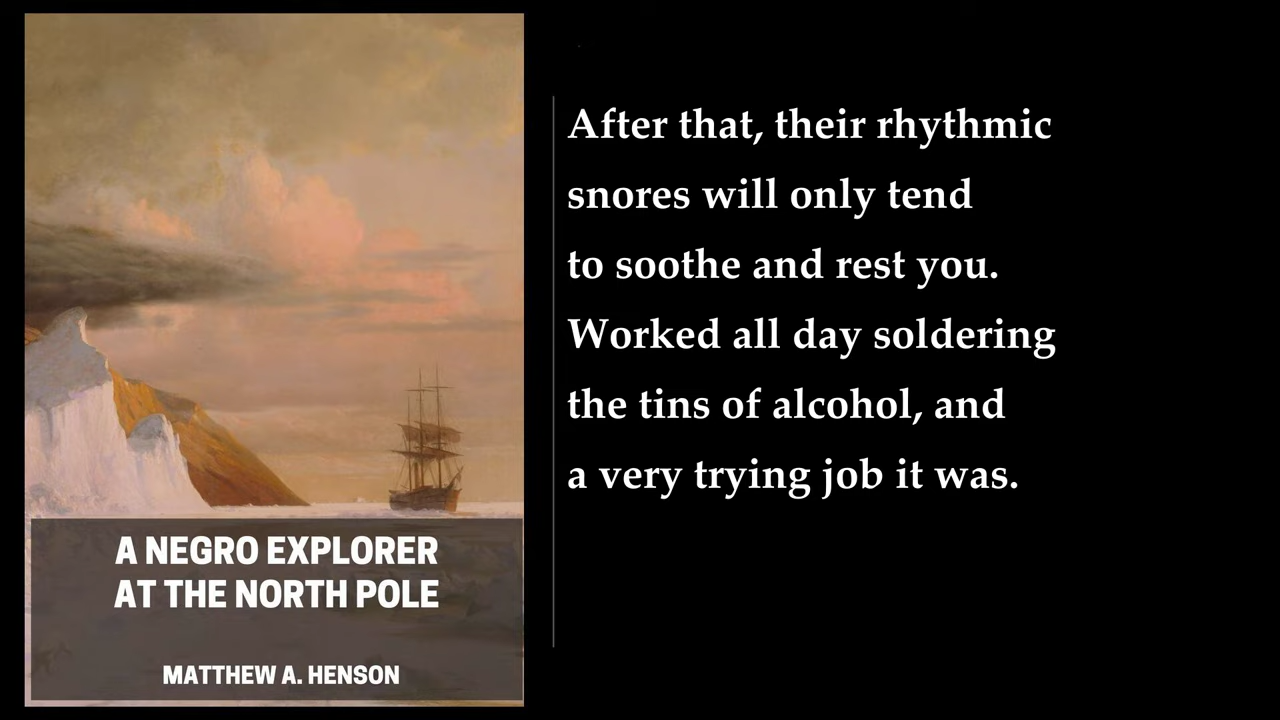 A NEGRO EXPLORER
AT THE NORTH POLE
MATTHEW A. HENSON
After that, their rhythmic
snores will only tend
to soothe and rest you.
Worked all day soldering
the tins of alcohol, and
a very trying job it was.